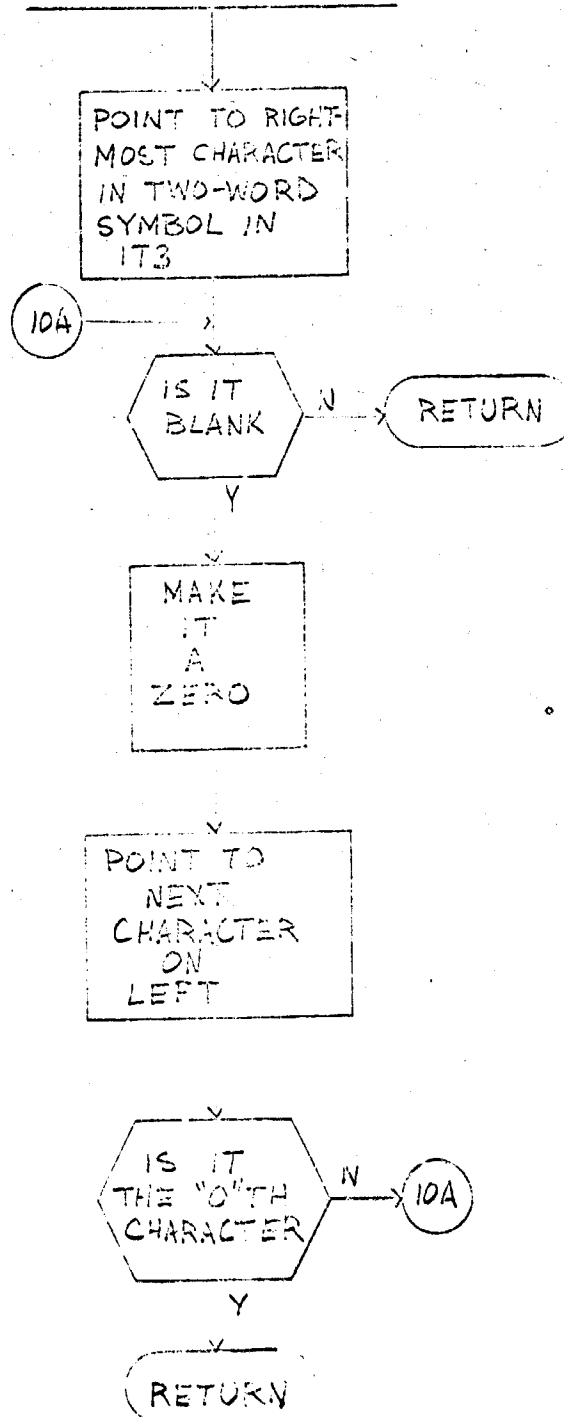 POINT TO RIGHT-
MOST CHARACTER
IN TWO-WORD
SYMBOL IN
IT3
10A
IS IT
BLANK
N
RETURN
Y
MAKE
IT
A
ZERO
POINT TO
NEXT
CHARACTER
ON
LEFT
IS IT
THE "O"TH
CHARACTER
N
10A
Y
RETURN